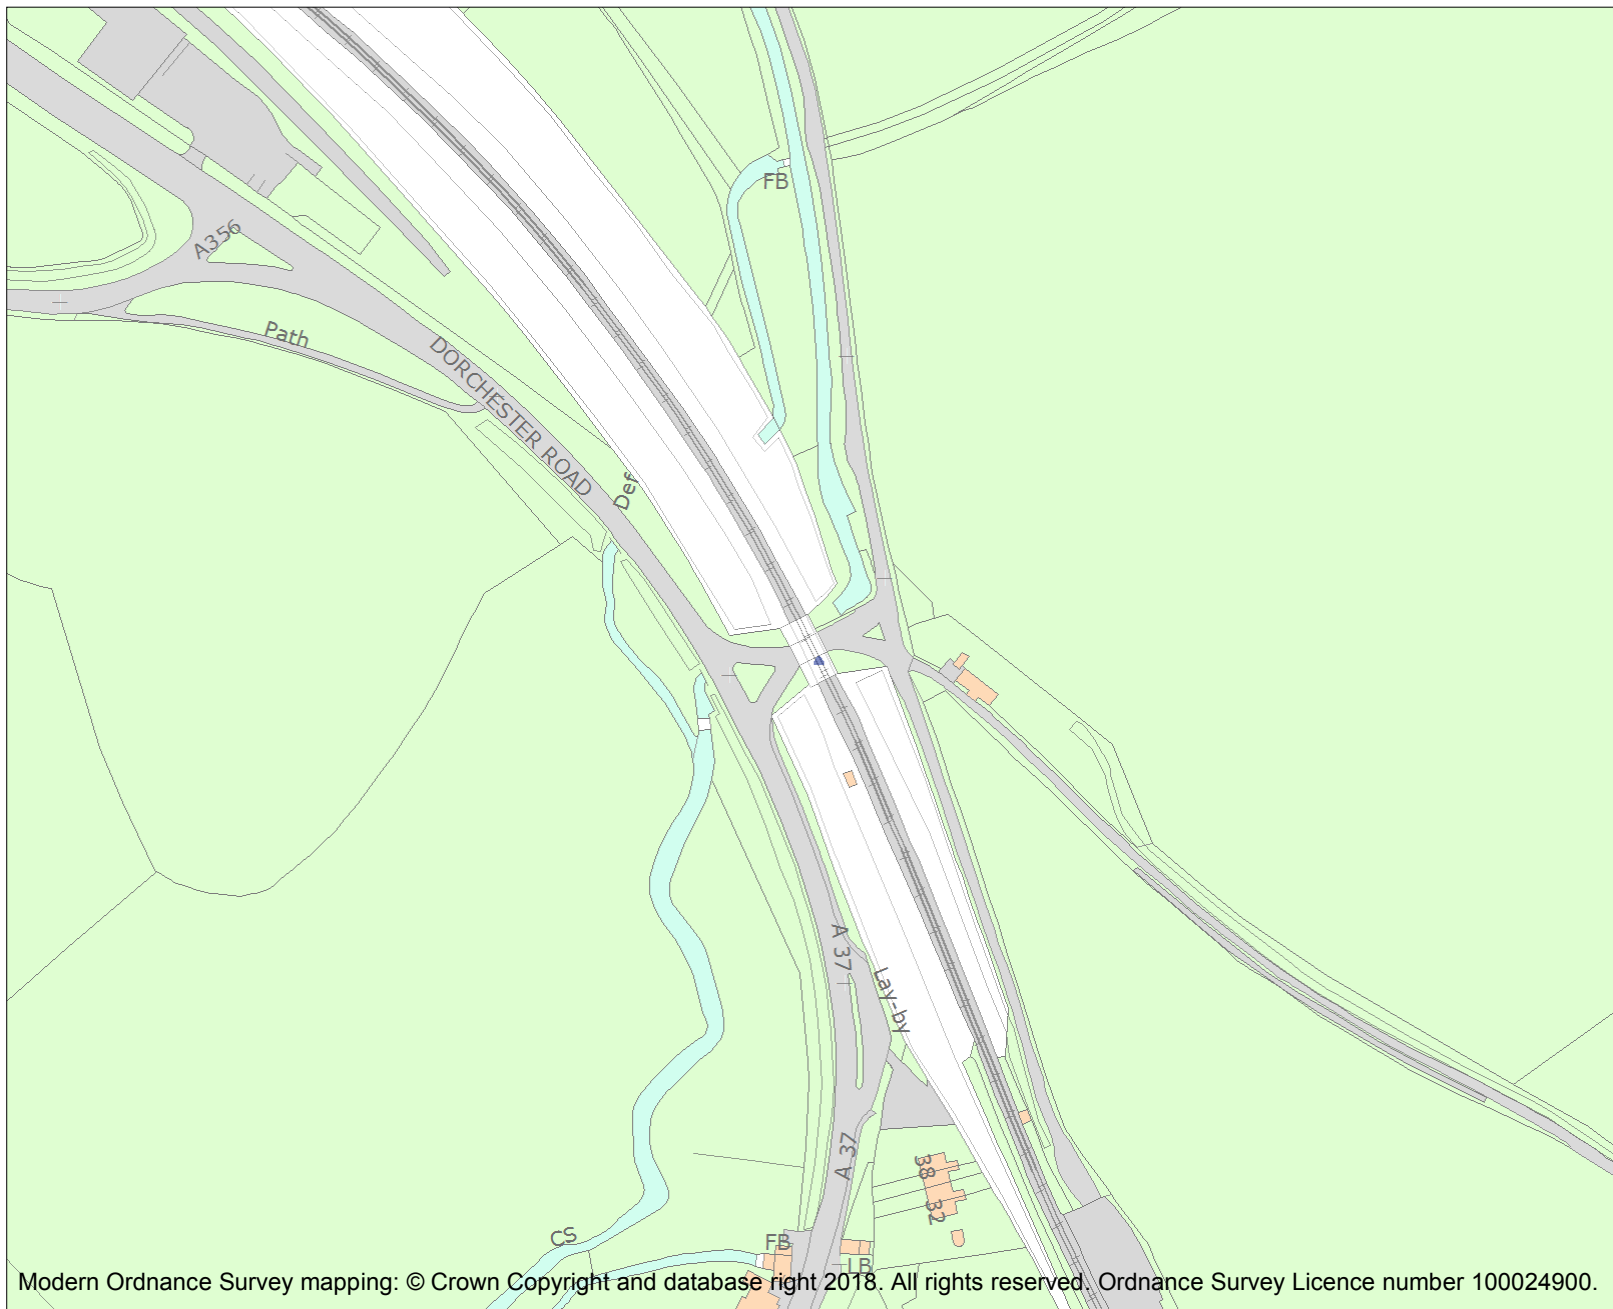 FB
A356
Path
DORCHESTER ROAD
Def
A 37
Lay-by
A 37
38
32
CS
FB
LB
Modern Ordnance Survey mapping: © Crown Copyright and database right 2018. All rights reserved. Ordnance Survey Licence number 100024900.